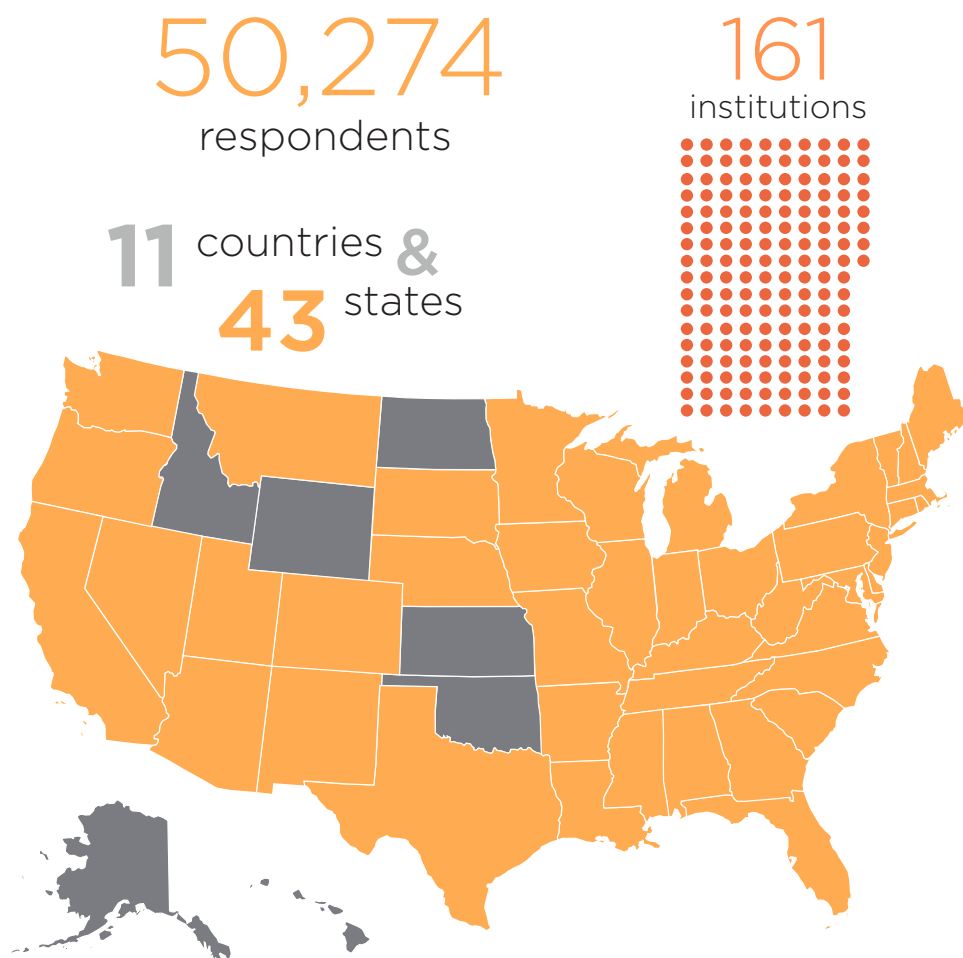 50,274
respondents
161
institutions
11 countries &
43 states